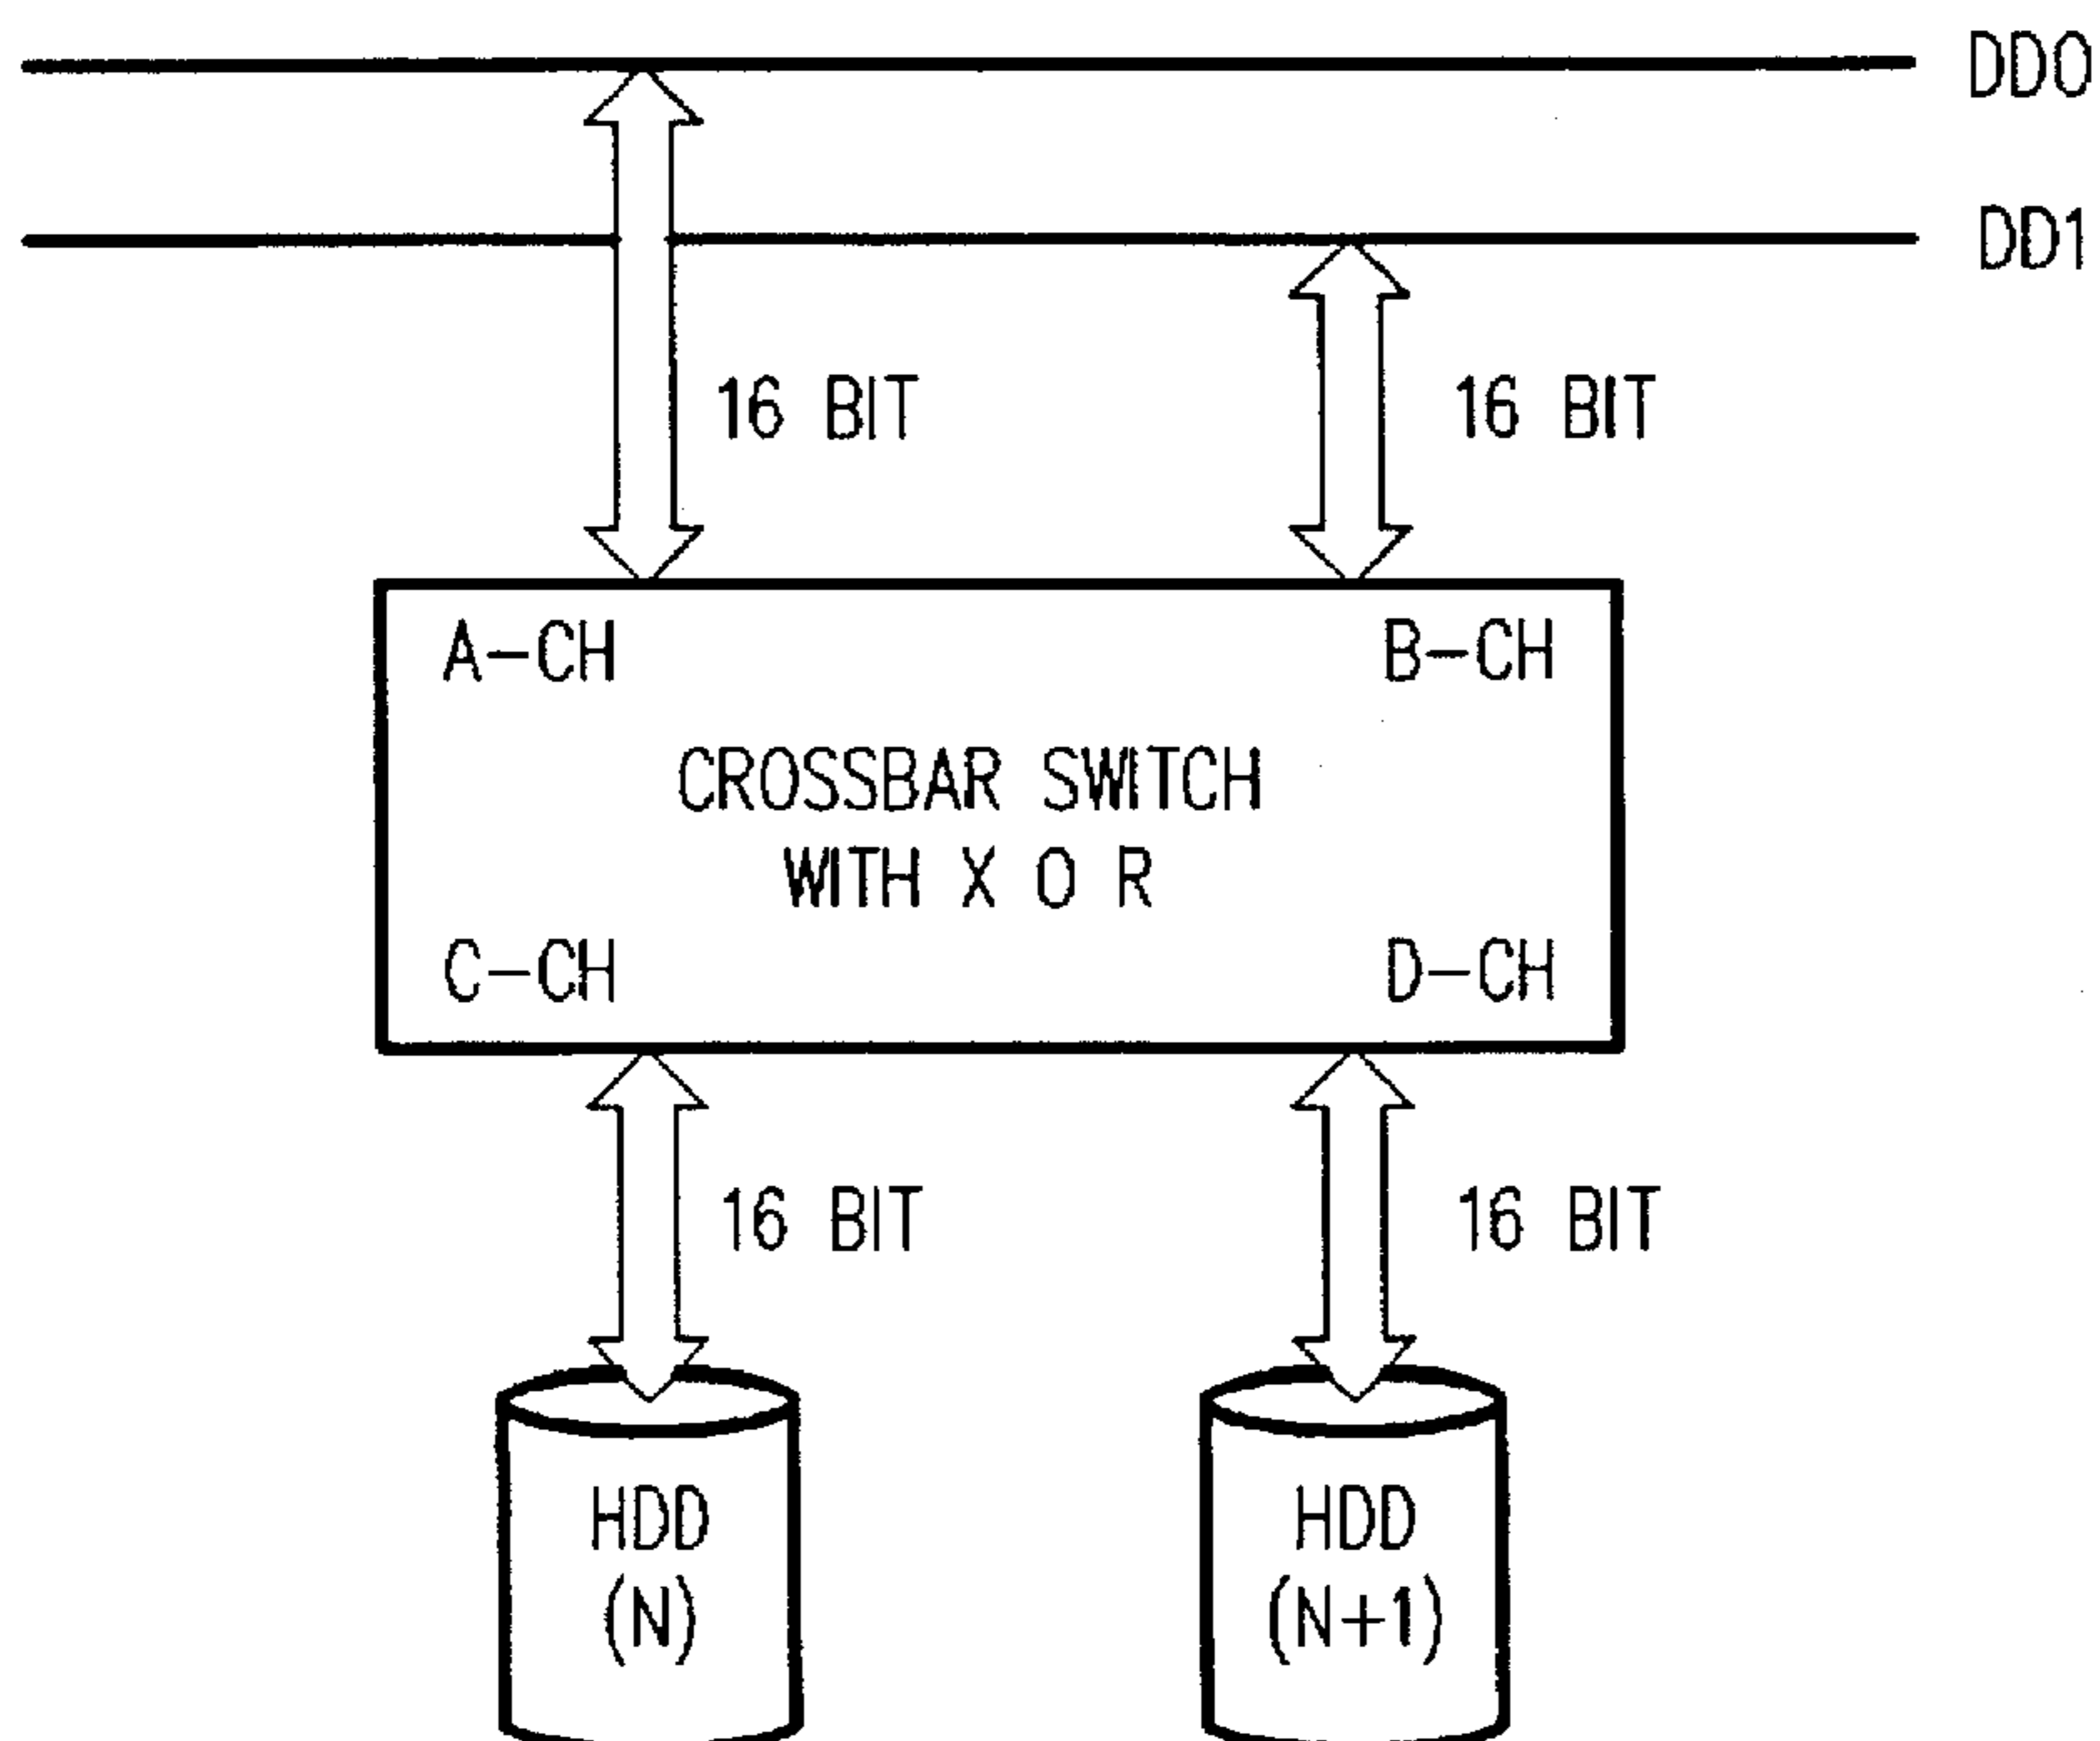 DD0
DD1
16 BIT
16 BIT
A-CH
B-CH
CROSSBAR SWITCH
WITH X O R
C-CH
D-CH
16 BIT
16 BIT
HDD
(N)
HDD
(N+1)